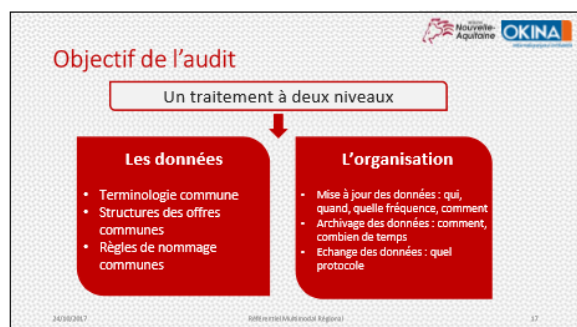 Nouvelle-
Aquitaine
OKINA
Objectif de l'audit
Un traitement à deux niveaux
Les données
• Terminologie commune
• Structures des offres
communes
• Règles de nommage
communes
L'organisation
- Mise à jour des données : qui,
quand, quelle fréquence, comment
- Archivage des données : comment,
combien de temps
- Echange des données : quel
protocole
24/10/2017
Référentiel Multimodal Régional
17